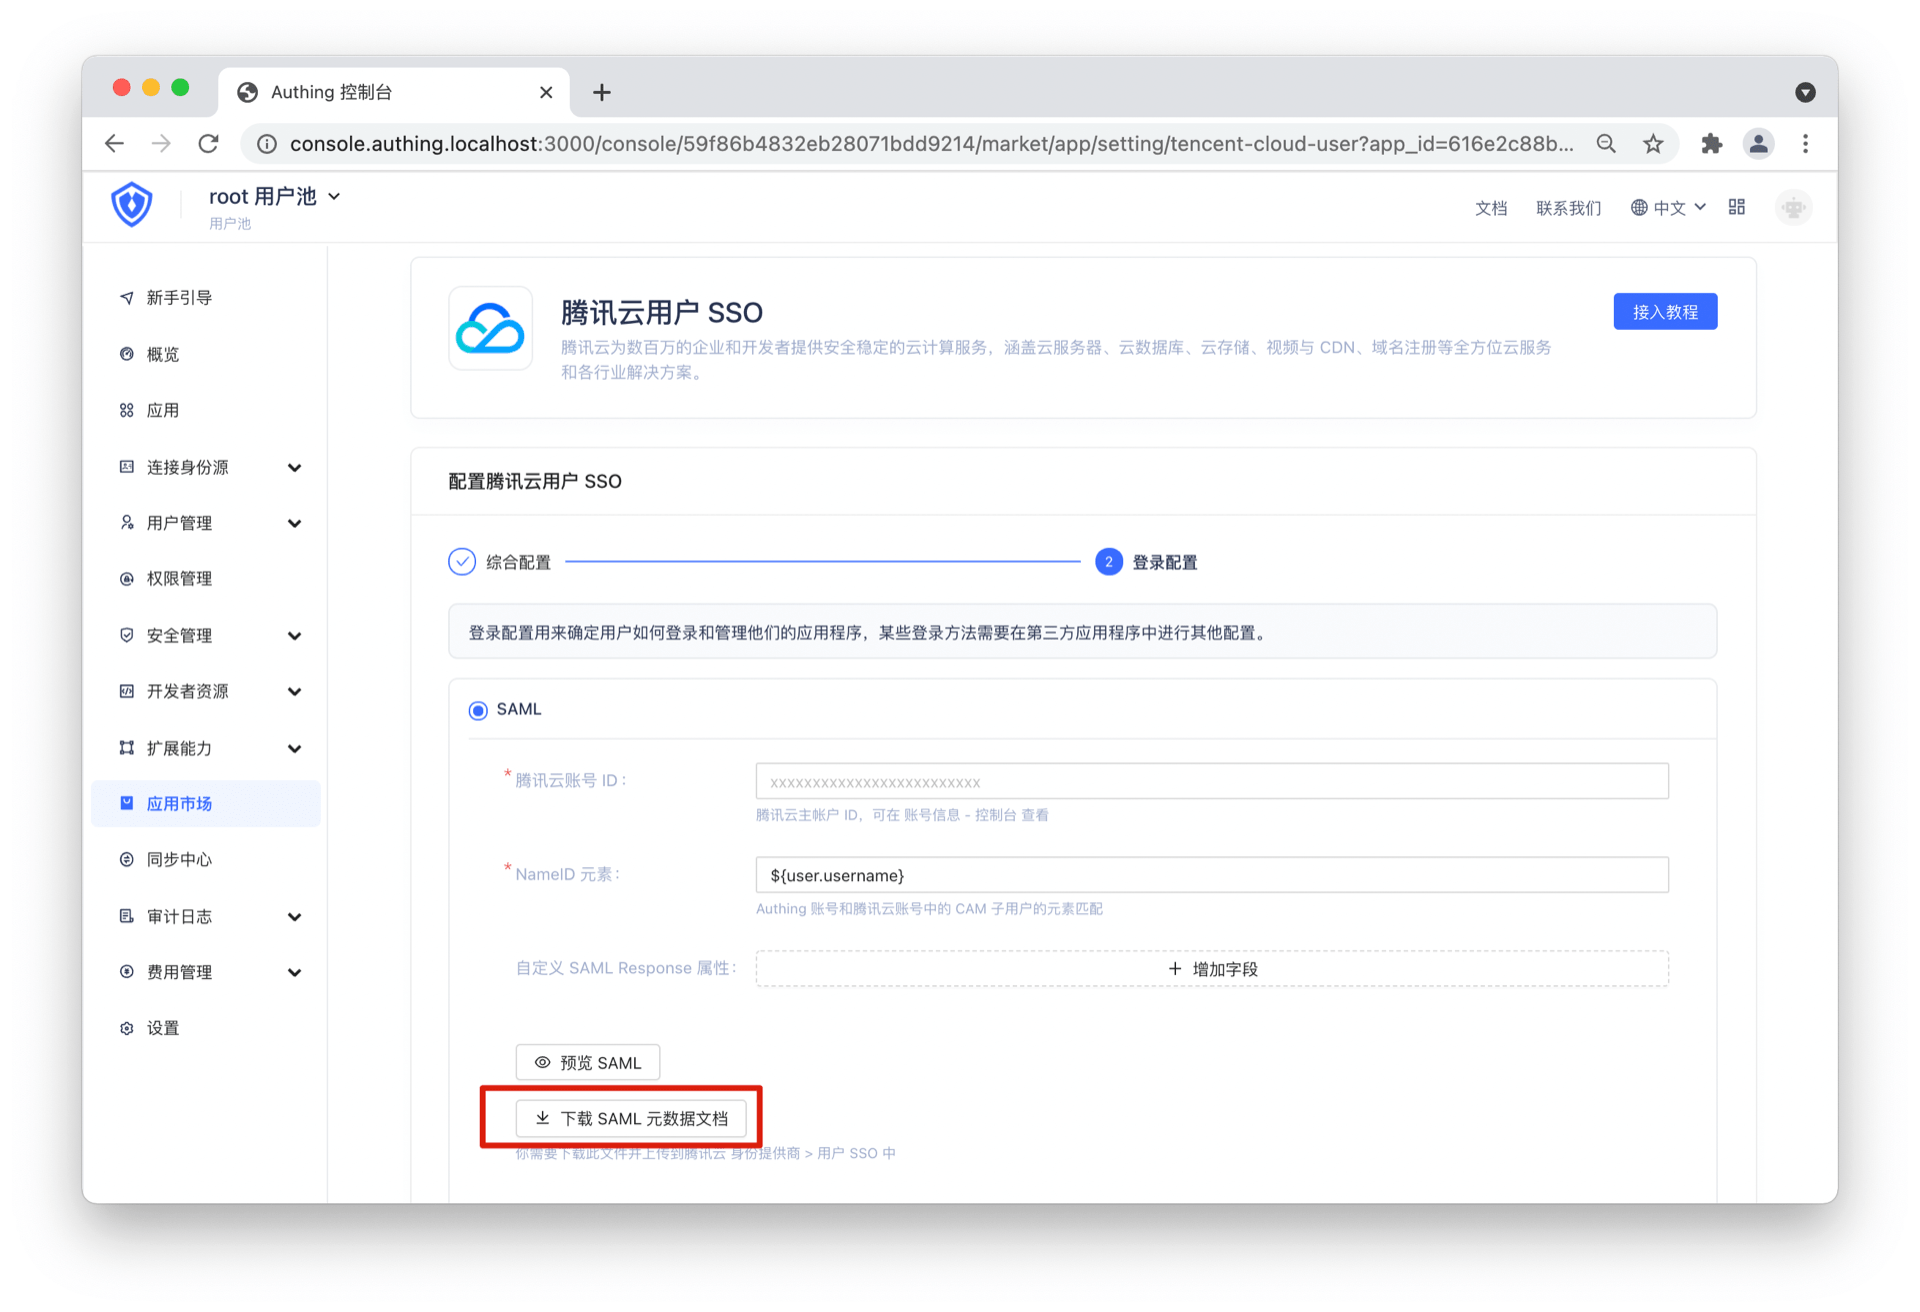 Authing 控制台
console.authing.localhost:3000/console/59f86b4832eb28071bdd9214/market/app/setting/tencent-cloud-user?app_id=616e2c88b...
root 用户池
用户池
文档
联系我们
中文
新手引导
概览
应用
连接身份源
用户管理
权限管理
安全管理
开发者资源
扩展能力
应用市场
同步中心
审计日志
费用管理
设置
腾讯云用户 SSO
接入教程
腾讯云为数百万的企业和开发者提供安全稳定的云计算服务，涵盖云服务器、云数据库、云存储、视频与 CDN、域名注册等全方位云服务
和各行业解决方案。
配置腾讯云用户 SSO
综合配置
2 登录配置
登录配置用来确定用户如何登录和管理他们的应用程序，某些登录方法需要在第三方应用程序中进行其他配置。
SAML
* 腾讯云账号 ID：
xxxxxxxxxxxxxxxxxxxxxxxxx
腾讯云主帐户 ID，可在 账号信息 - 控制台 查看
* NameID 元素：
${user.username}
Authing 账号和腾讯云账号中的 CAM 子用户的元素匹配
自定义 SAML Response 属性：
增加字段
预览 SAML
下载 SAML 元数据文档
你需要下载此文件并上传到腾讯云 身份提供商 > 用户 SSO 中